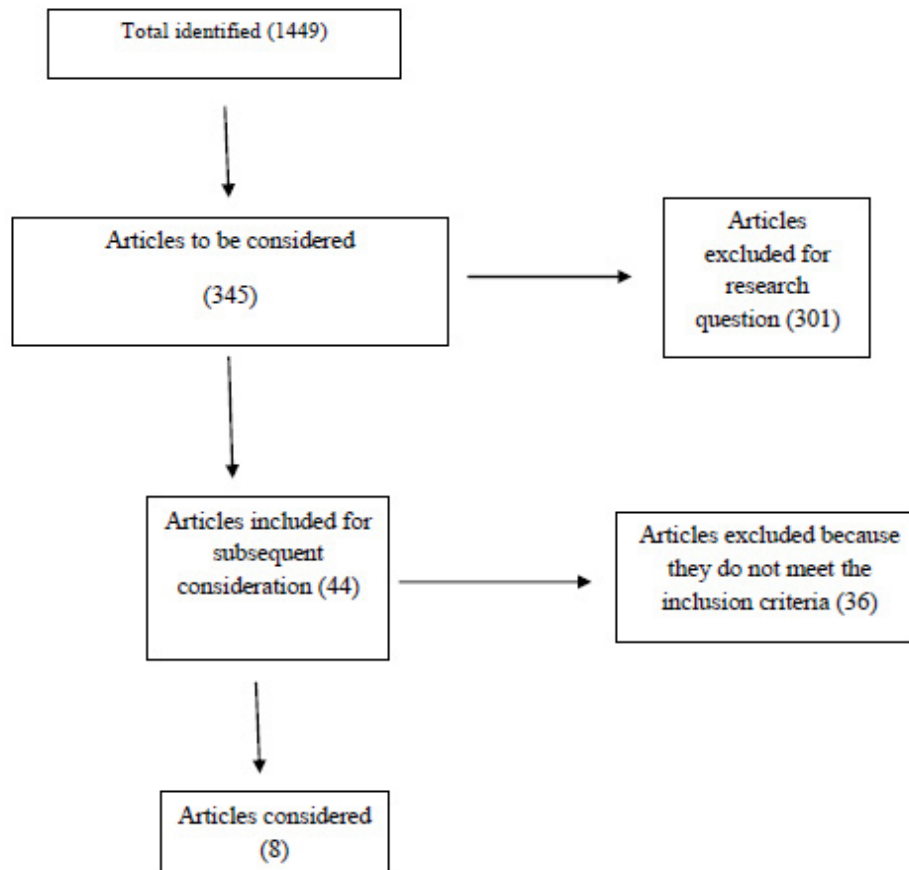 Total identified (1449)
Articles to be considered
(345)
Articles
excluded for
research
question (301)
Articles included for
subsequent
consideration (44)
Articles excluded because
they do not meet the
inclusion criteria (36)
Articles considered
(8)